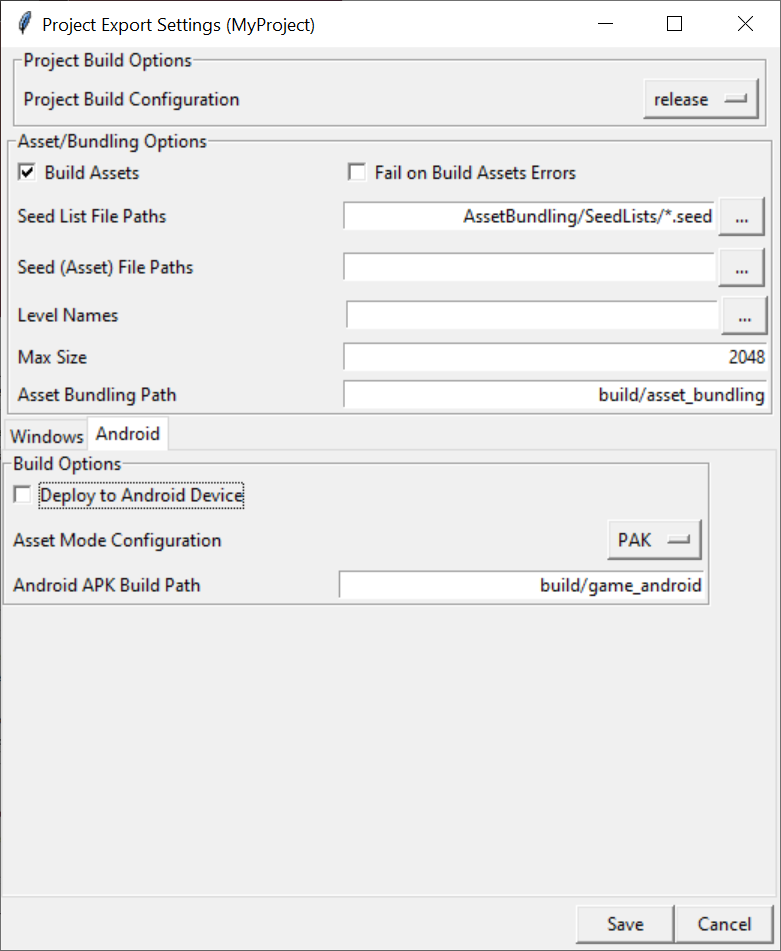 Project Export Settings (MyProject)
Project Build Options
Project Build Configuration release
Asset/Bundling Options
Build Assets Fail on Build Assets Errors
Seed List File Paths AssetBundling/SeedLists/*.seed ...
Seed (Asset) File Paths ...
Level Names ...
Max Size 2048
Asset Bundling Path build/asset_bundling
Windows Android
Build Options
Deploy to Android Device
Asset Mode Configuration PAK
Android APK Build Path build/game_android
Save Cancel